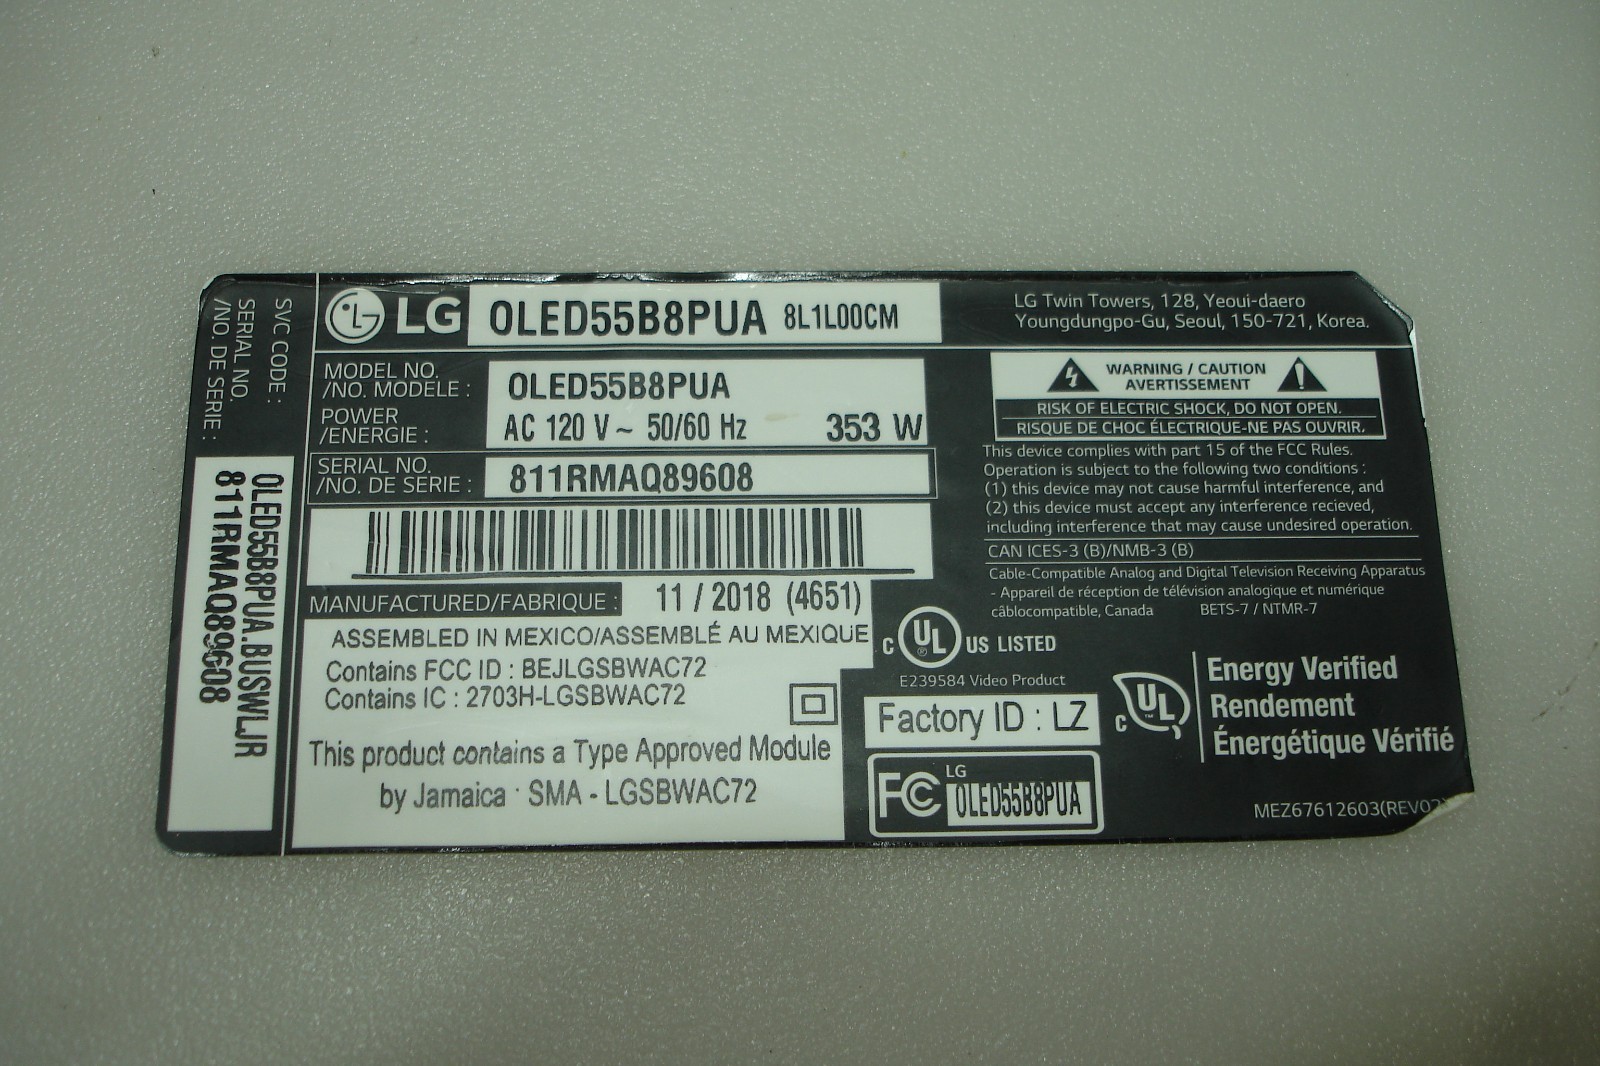 SVC CODE :
SERIAL NO.
/NO. DE SERIE :
OLED55B8PUA.BUSWLJR
811RMAQ89608
LG OLED55B8PUA 8L1L00CM
LG Twin Towers, 128, Yeoui-daero
Youngdungpo-Gu, Seoul, 150-721, Korea.
MODEL NO.
/NO. MODELE : OLED55B8PUA
POWER
/ENERGIE : AC 120 V ~ 50/60 Hz 353 W
SERIAL NO.
/NO. DE SERIE : 811RMAQ89608
MANUFACTURED/FABRIQUE : 11 / 2018 (4651)
ASSEMBLED IN MEXICO/ASSEMBLÉ AU MEXIQUE
Contains FCC ID : BEJLGSBWAC72
Contains IC : 2703H-LGSBWAC72
This product contains a Type Approved Module
by Jamaica : SMA - LGSBWAC72
WARNING / CAUTION
AVERTISSEMENT
RISK OF ELECTRIC SHOCK, DO NOT OPEN.
RISQUE DE CHOC ÉLECTRIQUE-NE PAS OUVRIR.
This device complies with part 15 of the FCC Rules.
Operation is subject to the following two conditions :
(1) this device may not cause harmful interference, and
(2) this device must accept any interference recieved,
including interference that may cause undesired operation.
CAN ICES-3 (B)/NMB-3 (B)
Cable-Compatible Analog and Digital Television Receiving Apparatus
- Appareil de réception de télévision analogique et numérique
câblocompatible, Canada BETS-7 / NTMR-7
C UL ® US LISTED
E239584 Video Product
Factory ID : LZ
FC LG
OLED55B8PUA
C UL ™
Energy Verified
Rendement
Énergétique Vérifié
MEZ67612603(REV02)